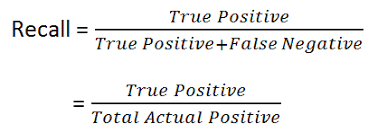 Recall = True Positive / True Positive+False Negative
= True Positive / Total Actual Positive